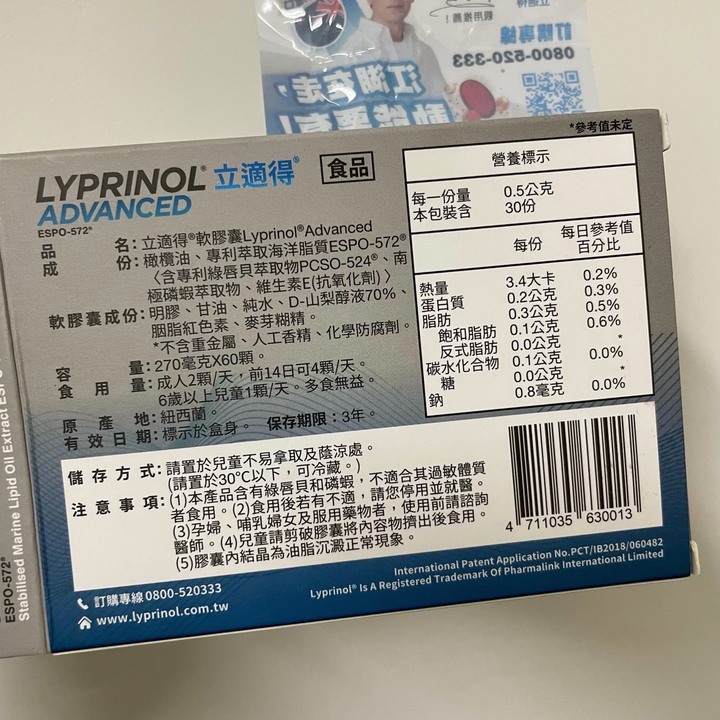 立適得
親用推薦!
訂購專線
0800-520-333
江湖在走,
*參考值未定
LYPRINOL® 立適得® 食品
ADVANCED
ESPO-572®
品 名:立適得®軟膠囊Lyprinol®Advanced
成 份:橄欖油、專利萃取海洋脂質ESPO-572®
〈含專利綠唇貝萃取物PCSO-524®、南
極磷蝦萃取物、維生素E(抗氧化劑)〉
軟膠囊成份:明膠、甘油、純水、D-山梨醇液70%、
胭脂紅色素、麥芽糊精。
*不含重金屬、人工香精、化學防腐劑。
容 量:270毫克X60顆。
食 用 量:成人2顆/天,前14日可4顆/天。
6歲以上兒童1顆/天。多食無益。
原 產 地:紐西蘭。
有效日期:標示於盒身。 保存期限:3年。
營養標示
每一份量 0.5公克
本包裝含 30份
每份 每日參考值
百分比
熱量 3.4大卡 0.2%
蛋白質 0.2公克 0.3%
脂肪 0.3公克 0.5%
飽和脂肪 0.1公克 0.6%
反式脂肪 0.0公克 *
碳水化合物 0.1公克 0.0%
糖 0.0公克 *
鈉 0.8毫克 0.0%
儲存方式:請置於兒童不易拿取及蔭涼處。
(請置於30°C以下,可冷藏。)
注意事項:(1)本產品含有綠唇貝和磷蝦,不適合其過敏體質
者食用。(2)食用後若有不適,請您停用並就醫。
(3)孕婦、哺乳婦女及服用藥物者,使用前請諮詢
醫師。(4)兒童請剪破膠囊將內容物擠出後食用。
(5)膠囊內結晶為油脂沉澱正常現象。
4 711035 630013
訂購專線0800-520333
www.lyprinol.com.tw
International Patent Application No.PCT/IB2018/060482
Lyprinol® Is A Registered Trademark Of Pharmalink International Limited
ESPO-572®
Stabilised Marine Lipid Oil Extract ESPO